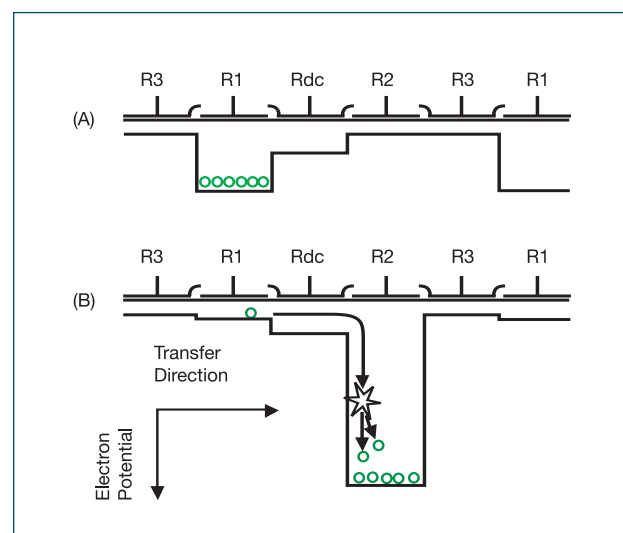 R3 R1 Rdc R2 R3 R1
(A)
R3 R1 Rdc R2 R3 R1
(B)
Transfer
Direction
Electron
Potential